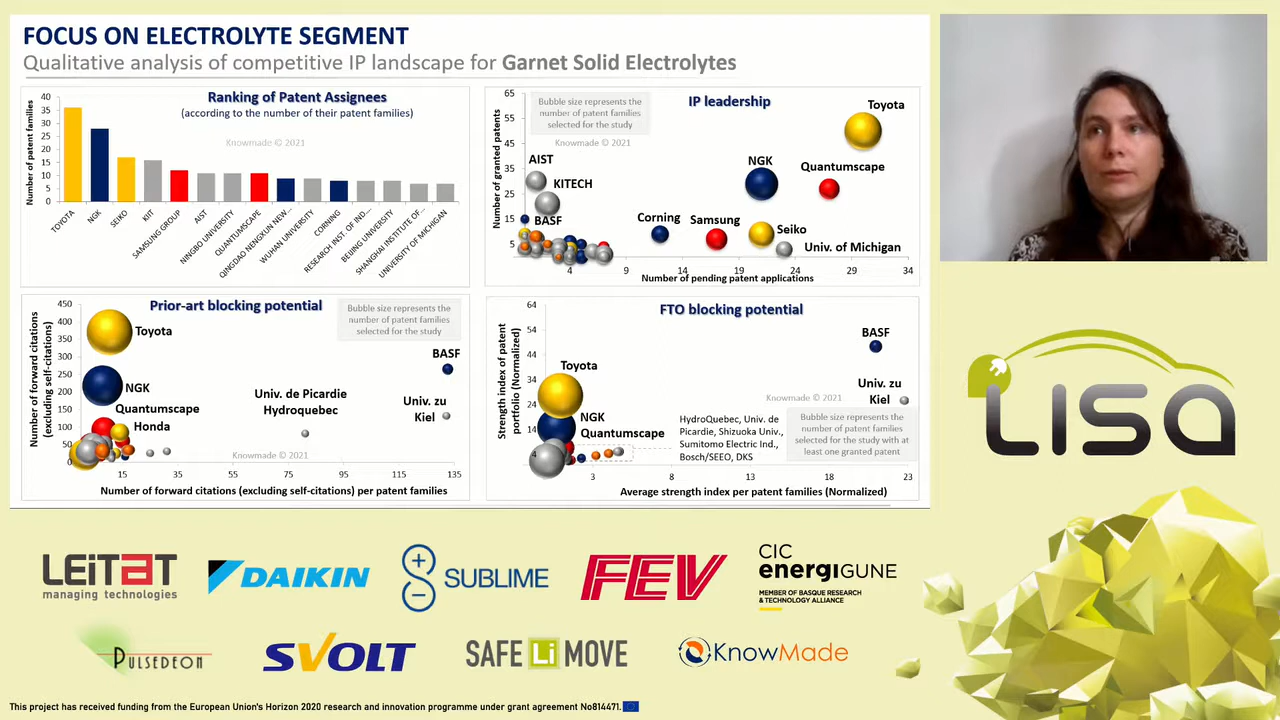 FOCUS ON ELECTROLYTE SEGMENT
Qualitative analysis of competitive IP landscape for Garnet Solid Electrolytes
Ranking of Patent Assignees
(according to the number of their patent families)
Knowmade © 2021
Number of patent families
40
35
30
25
20
15
10
5
0
TOYOTA
NGK
SEIKO
KIT
SAMSUNG GROUP
AIST
NINGBO UNIVERSITY
QUANTUMSCAPE
QINGDAO NENGXUN NEW...
WUHAN UNIVERSITY
CORNING
RESEARCH INST. OF IND...
BEIJING UNIVERSITY
SHANGHAI INSTITUTE OF...
UNIVERSITY OF MICHIGAN
IP leadership
Bubble size represents the
number of patent families
selected for the study
Knowmade © 2021
Number of granted patents
65
55
45
35
25
15
5
Toyota
AIST
KITECH
NGK
Quantumscape
BASF
Corning
Samsung
Seiko
Univ. of Michigan
4
9
14
19
24
29
34
Number of pending patent applications
Prior-art blocking potential
Bubble size represents the
number of patent families
selected for the study
Number of forward citations
(excluding self-citations)
450
400
350
300
250
200
150
100
50
0
Toyota
BASF
NGK
Univ. de Picardie
Hydroquebec
Univ. zu
Kiel
Quantumscape
Honda
Knowmade © 2021
15
35
55
75
95
115
135
Number of forward citations (excluding self-citations) per patent families
FTO blocking potential
Strength index of patent
portfolio (Normalized)
64
54
44
34
24
14
4
BASF
Toyota
Univ. zu
Kiel
Knowmade © 2021
NGK
Quantumscape
HydroQuebec, Univ. de
Picardie, Shizuoka Univ.,
Sumitomo Electric Ind.,
Bosch/SEEO, DKS
Bubble size represents the
number of patent families
selected for the study with at
least one granted patent
3
8
13
18
23
Average strength index per patent families (Normalized)
LISA
LEITAT
managing technologies
DAIKIN
SUBLIME
FEV
CIC
energiGUNE
MEMBER OF BASQUE RESEARCH
& TECHNOLOGY ALLIANCE
PULSEDEON
SVOLT
SAFE Li MOVE
KnowMade
This project has received funding from the European Union's Horizon 2020 research and innovation programme under grant agreement No814471.